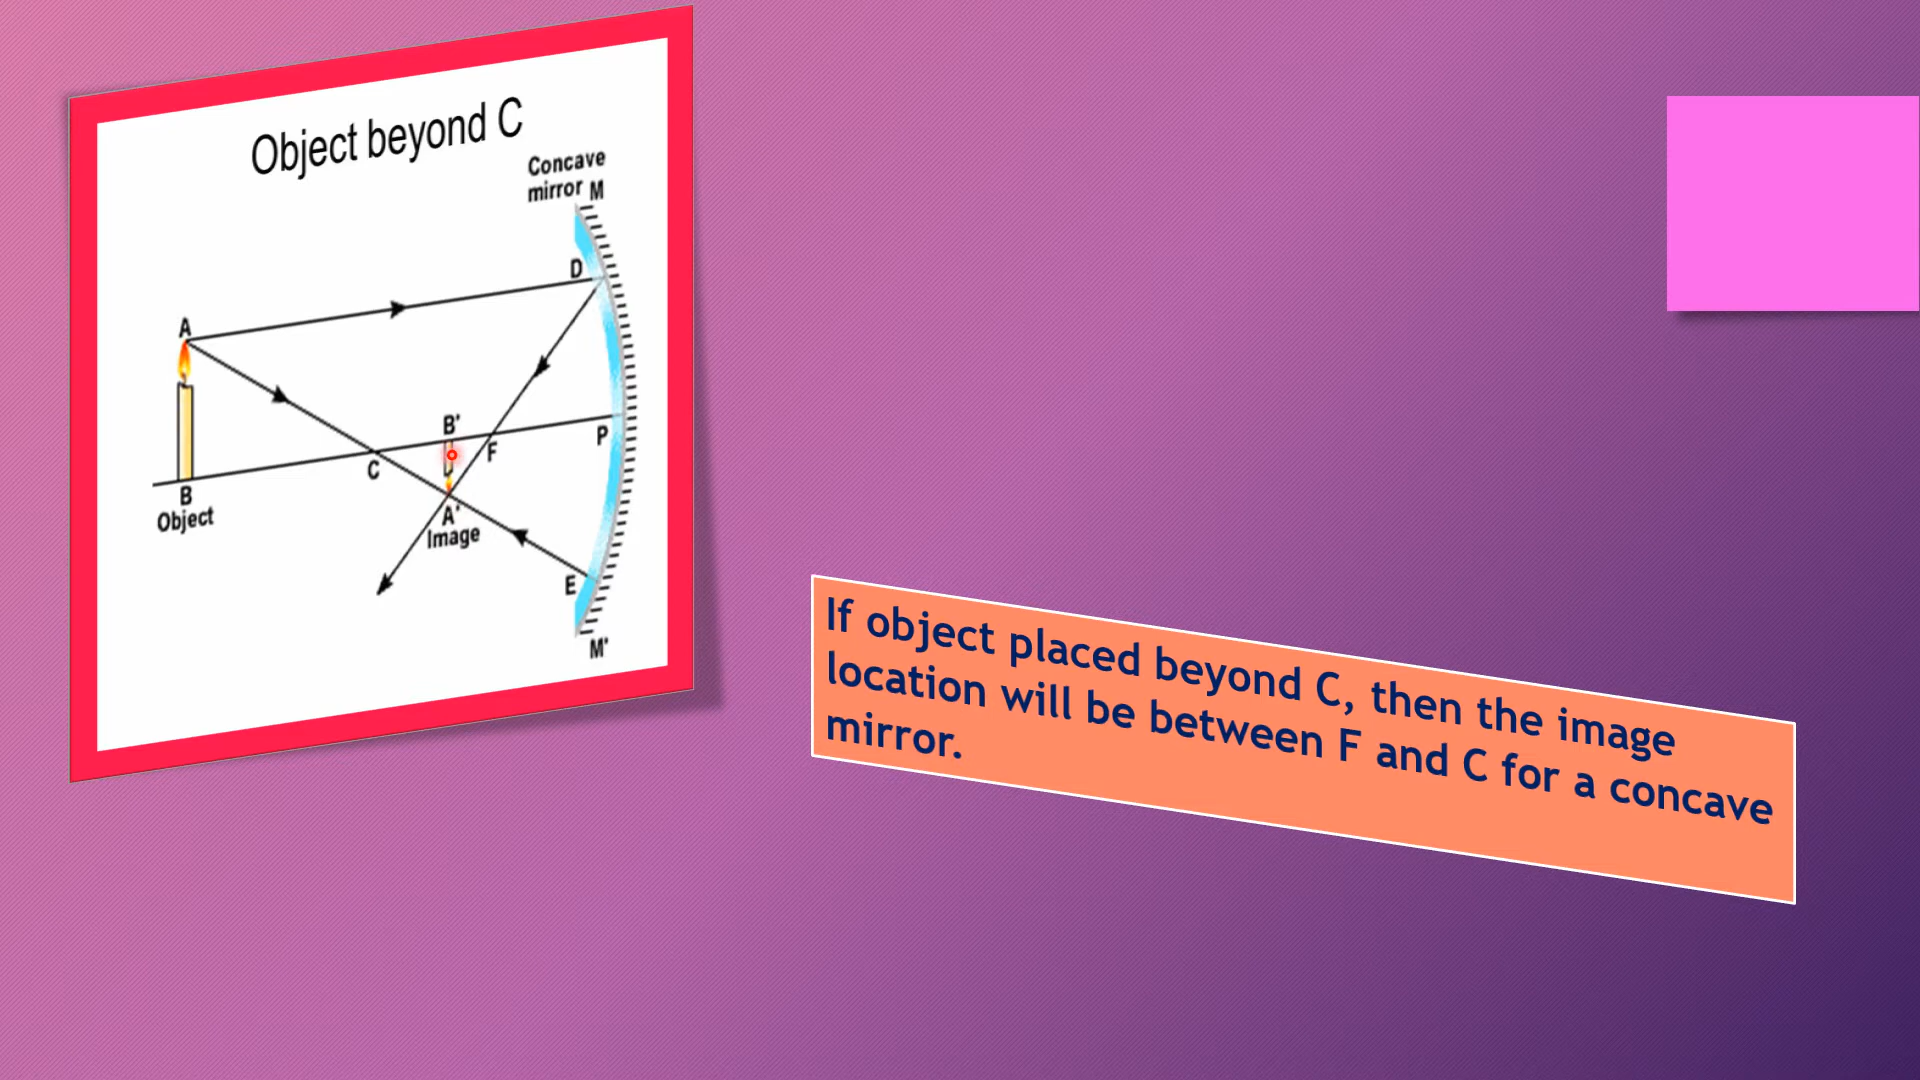 Object beyond C
Concave
mirror M
D
A
B'
F
P
C
B
Object
A'
Image
E
M'
If object placed beyond C, then the image
location will be between F and C for a concave
mirror.